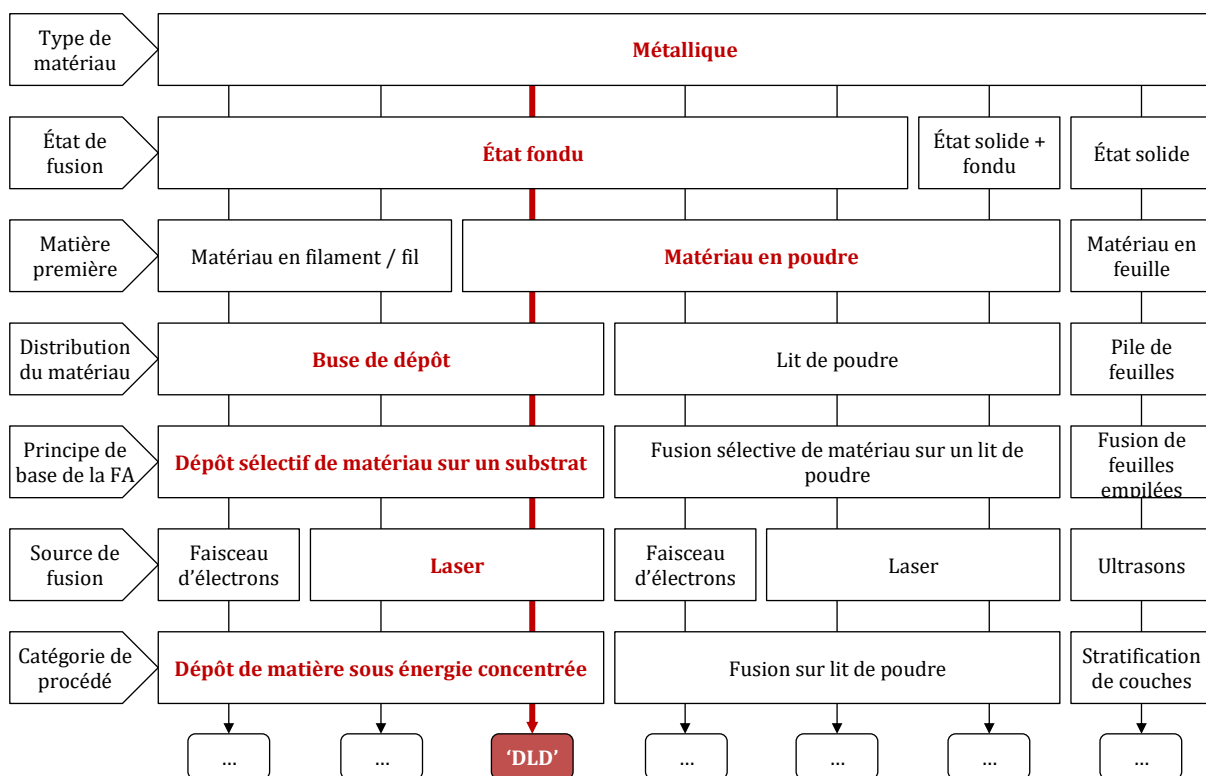 Type de
matériau
Métallique
État de
fusion
État fondu
État solide +
fondu
État solide
Matière
première
Matériau en filament / fil
Matériau en poudre
Matériau en
feuille
Distribution
du matériau
Buse de dépôt
Lit de poudre
Pile de
feuilles
Principe de
base de la FA
Dépôt sélectif de matériau sur un substrat
Fusion sélective de matériau sur un lit de
poudre
Fusion de
feuilles
empilées
Source de
fusion
Faisceau
d’électrons
Laser
Faisceau
d’électrons
Laser
Ultrasons
Catégorie de
procédé
Dépôt de matière sous énergie concentrée
Fusion sur lit de poudre
Stratification
de couches
...
...
‘DLD’
...
...
...
...